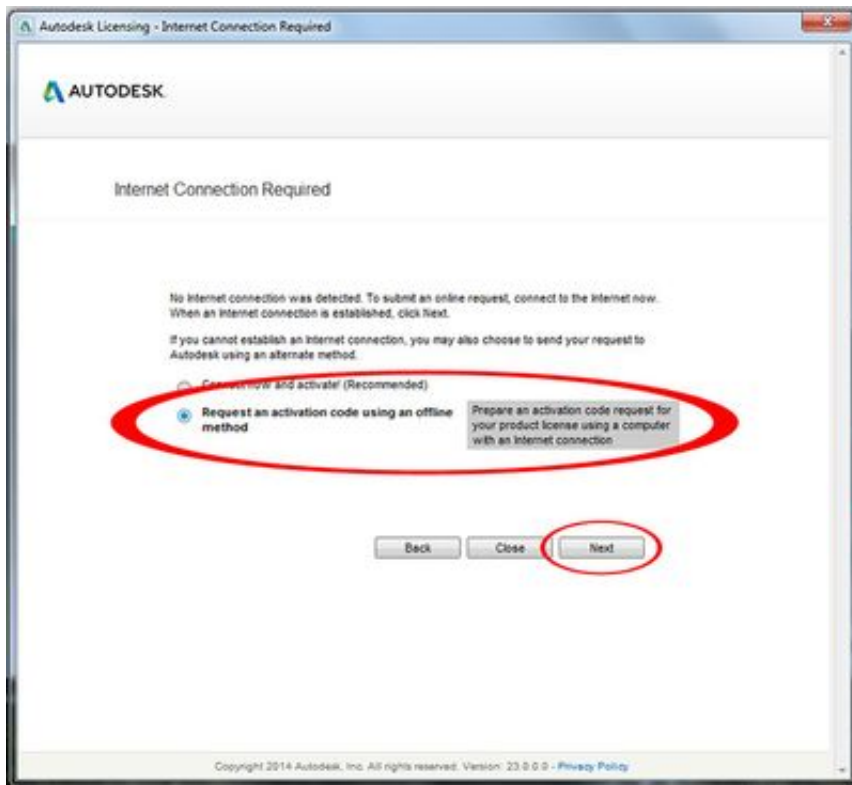 Autodesk Licensing - Internet Connection Required
AUTODESK
Internet Connection Required
No Internet connection was detected. To submit an online request, connect to the Internet now.
When an Internet connection is established, click Next.
If you cannot establish an Internet connection, you may also choose to send your request to
Autodesk using an alternate method.
Connect now and activate! (Recommended)
Request an activation code using an offline
method
Prepare an activation code request for
your product license using a computer
with an Internet connection
Back Close Next
Copyright 2014 Autodesk, Inc. All rights reserved. Version: 23.0.0.0 - Privacy Policy